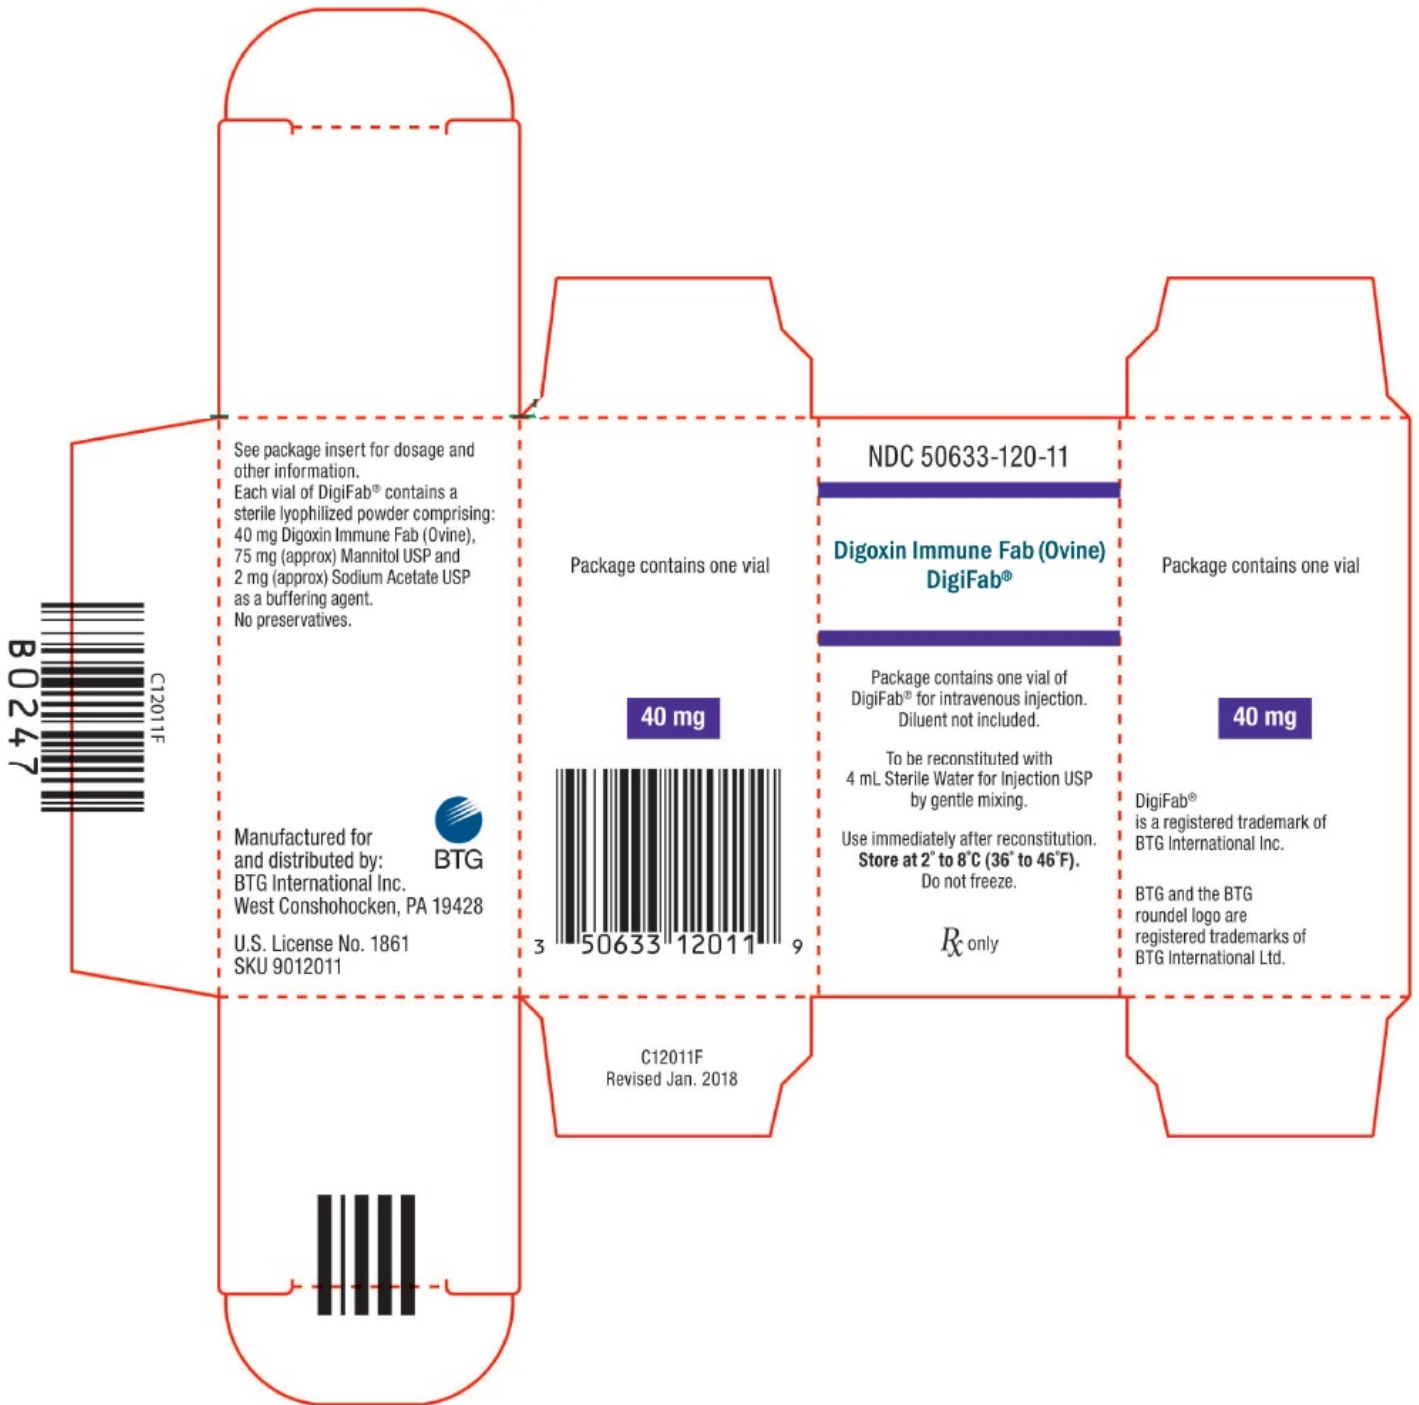 See package insert for dosage and
other information.
Each vial of DigiFab® contains a
sterile lyophilized powder comprising:
40 mg Digoxin Immune Fab (Ovine),
75 mg (approx) Mannitol USP and
2 mg (approx) Sodium Acetate USP
as a buffering agent.
No preservatives.
B0247
C12011F
BTG
Manufactured for
and distributed by:
BTG International Inc.
West Conshohocken, PA 19428
U.S. License No. 1861
SKU 9012011
Package contains one vial
40 mg
3 50633 12011 9
C12011F
Revised Jan. 2018
NDC 50633-120-11
Digoxin Immune Fab (Ovine)
DigiFab®
Package contains one vial of
DigiFab® for intravenous injection.
Diluent not included.
To be reconstituted with
4 mL Sterile Water for Injection USP
by gentle mixing.
Use immediately after reconstitution.
Store at 2° to 8°C (36° to 46°F).
Do not freeze.
Rx only
Package contains one vial
40 mg
DigiFab®
is a registered trademark of
BTG International Inc.
BTG and the BTG
roundel logo are
registered trademarks of
BTG International Ltd.